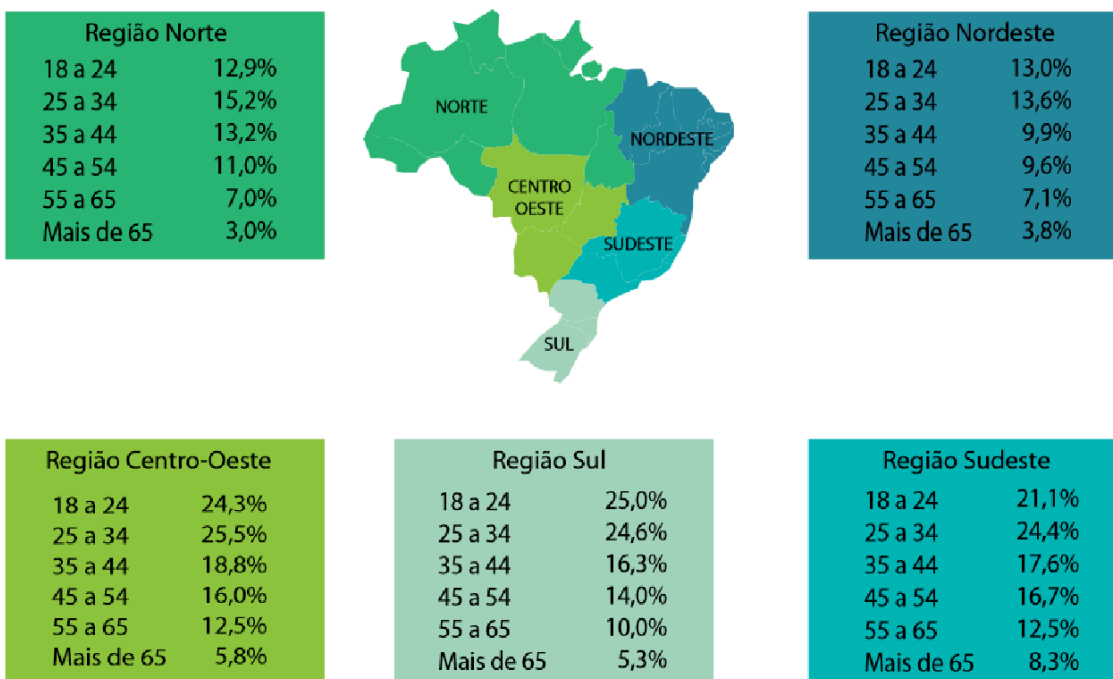 Região Norte
18 a 24 12,9%
25 a 34 15,2%
35 a 44 13,2%
45 a 54 11,0%
55 a 65 7,0%
Mais de 65 3,0%
NORTE
NORDESTE
CENTRO
OESTE
SUDESTE
SUL
Região Nordeste
18 a 24 13,0%
25 a 34 13,6%
35 a 44 9,9%
45 a 54 9,6%
55 a 65 7,1%
Mais de 65 3,8%
Região Centro-Oeste
18 a 24 24,3%
25 a 34 25,5%
35 a 44 18,8%
45 a 54 16,0%
55 a 65 12,5%
Mais de 65 5,8%
Região Sul
18 a 24 25,0%
25 a 34 24,6%
35 a 44 16,3%
45 a 54 14,0%
55 a 65 10,0%
Mais de 65 5,3%
Região Sudeste
18 a 24 21,1%
25 a 34 24,4%
35 a 44 17,6%
45 a 54 16,7%
55 a 65 12,5%
Mais de 65 8,3%